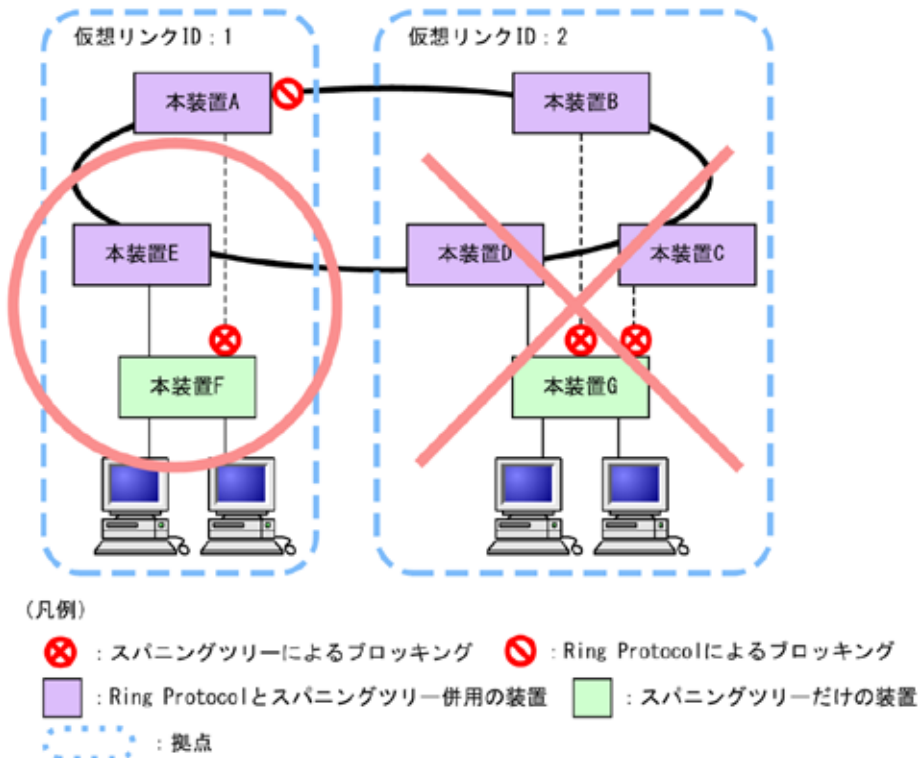 仮想リンクID：1
仮想リンクID：2
本装置A
本装置B
本装置E
本装置D
本装置C
本装置F
本装置G
（凡例）
：スパニングツリーによるブロッキング
：Ring Protocolによるブロッキング
：Ring Protocolとスパニングツリー併用の装置
：スパニングツリーだけの装置
：拠点